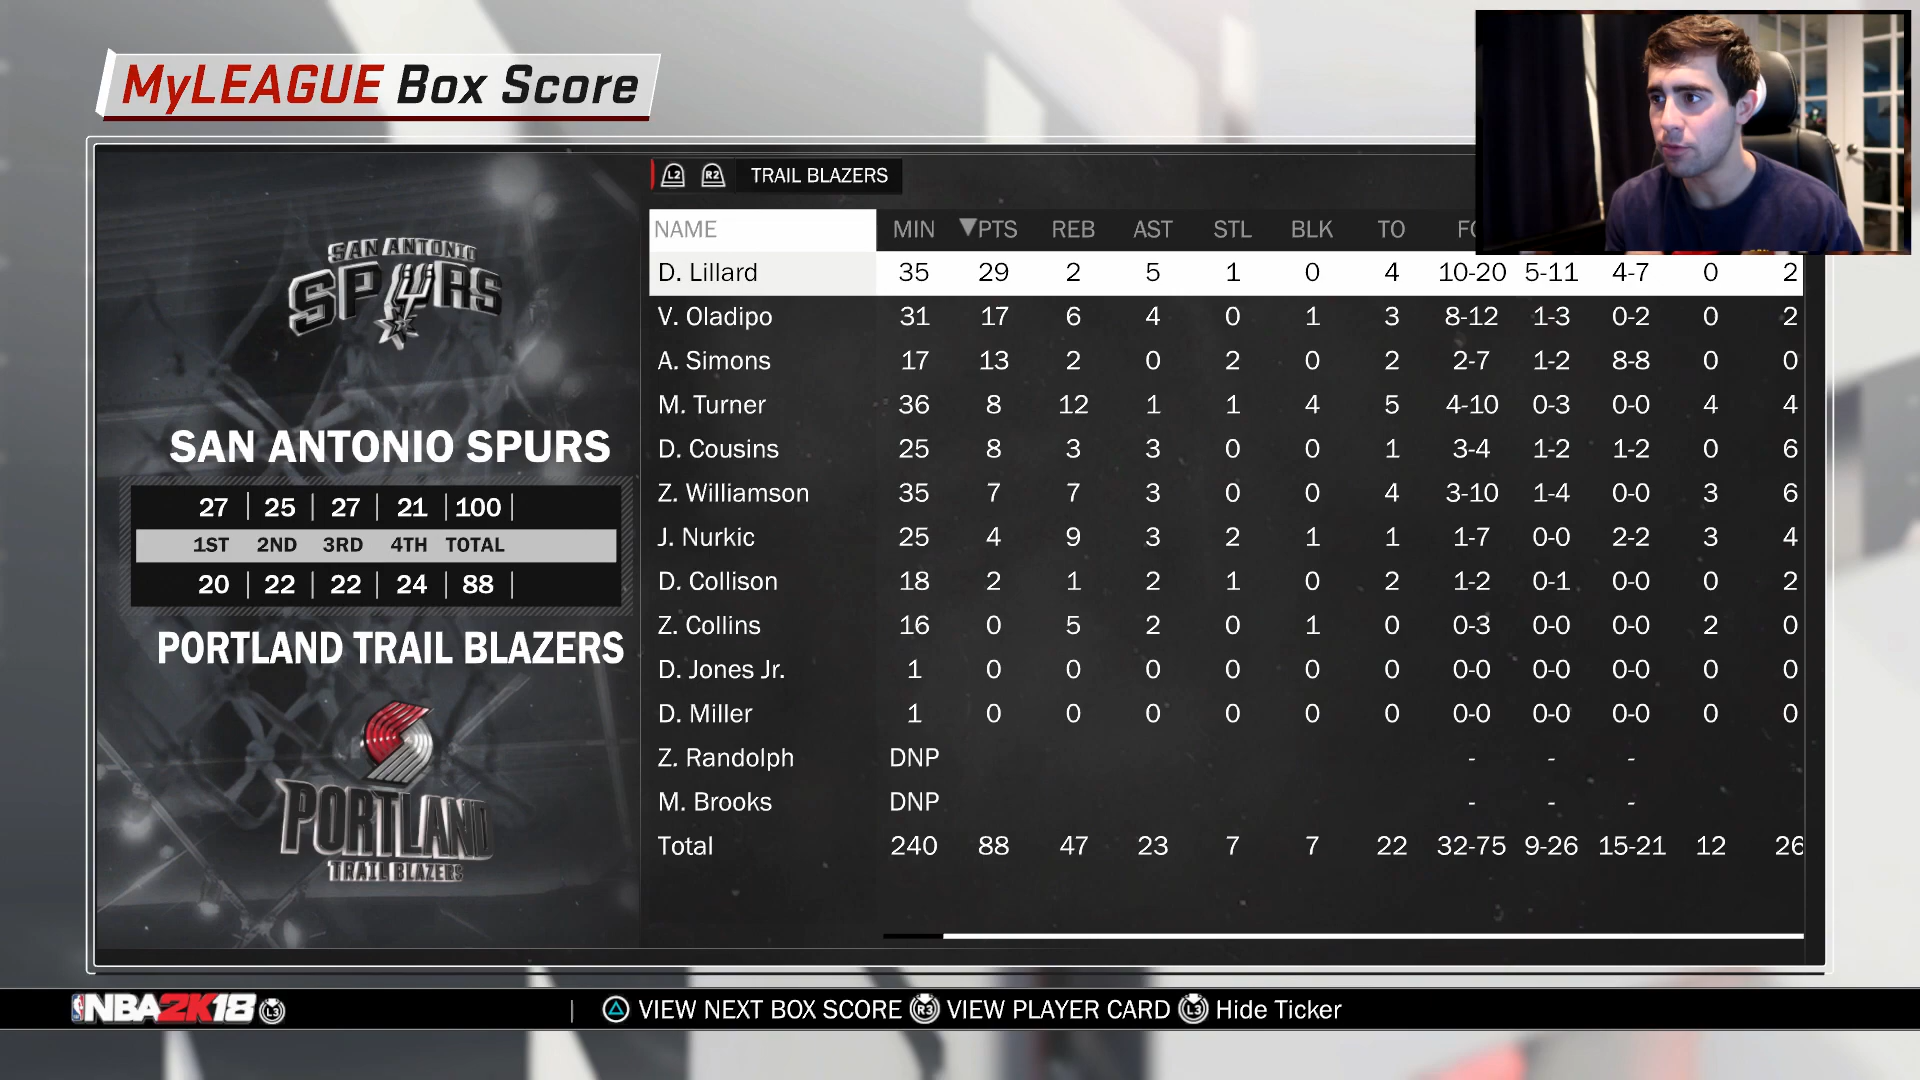 MyLEAGUE Box Score
L2 R2 TRAIL BLAZERS
NAME MIN ▼PTS REB AST STL BLK TO
D. Lillard 35 29 2 5 1 0 4 10-20 5-11 4-7 0 2
V. Oladipo 31 17 6 4 0 1 3 8-12 1-3 0-2 0 2
A. Simons 17 13 2 0 2 0 2 2-7 1-2 8-8 0 0
M. Turner 36 8 12 1 1 4 5 4-10 0-3 0-0 4 4
D. Cousins 25 8 3 3 0 0 1 3-4 1-2 1-2 0 6
Z. Williamson 35 7 7 3 0 0 4 3-10 1-4 0-0 3 6
J. Nurkic 25 4 9 3 2 1 1 1-7 0-0 2-2 3 4
D. Collison 18 2 1 2 1 0 2 1-2 0-1 0-0 0 2
Z. Collins 16 0 5 2 0 1 0 0-3 0-0 0-0 2 0
D. Jones Jr. 1 0 0 0 0 0 0 0-0 0-0 0-0 0 0
D. Miller 1 0 0 0 0 0 0 0-0 0-0 0-0 0 0
Z. Randolph DNP - - -
M. Brooks DNP - - -
Total 240 88 47 23 7 7 22 32-75 9-26 15-21 12 26
SAN ANTONIO
SPURS
SAN ANTONIO SPURS
27 | 25 | 27 | 21 | 100 |
1ST 2ND 3RD 4TH TOTAL
20 | 22 | 22 | 24 | 88 |
PORTLAND TRAIL BLAZERS
PORTLAND
TRAIL BLAZERS
NBA2K18 L3 | VIEW NEXT BOX SCORE R3 VIEW PLAYER CARD L3 Hide Ticker